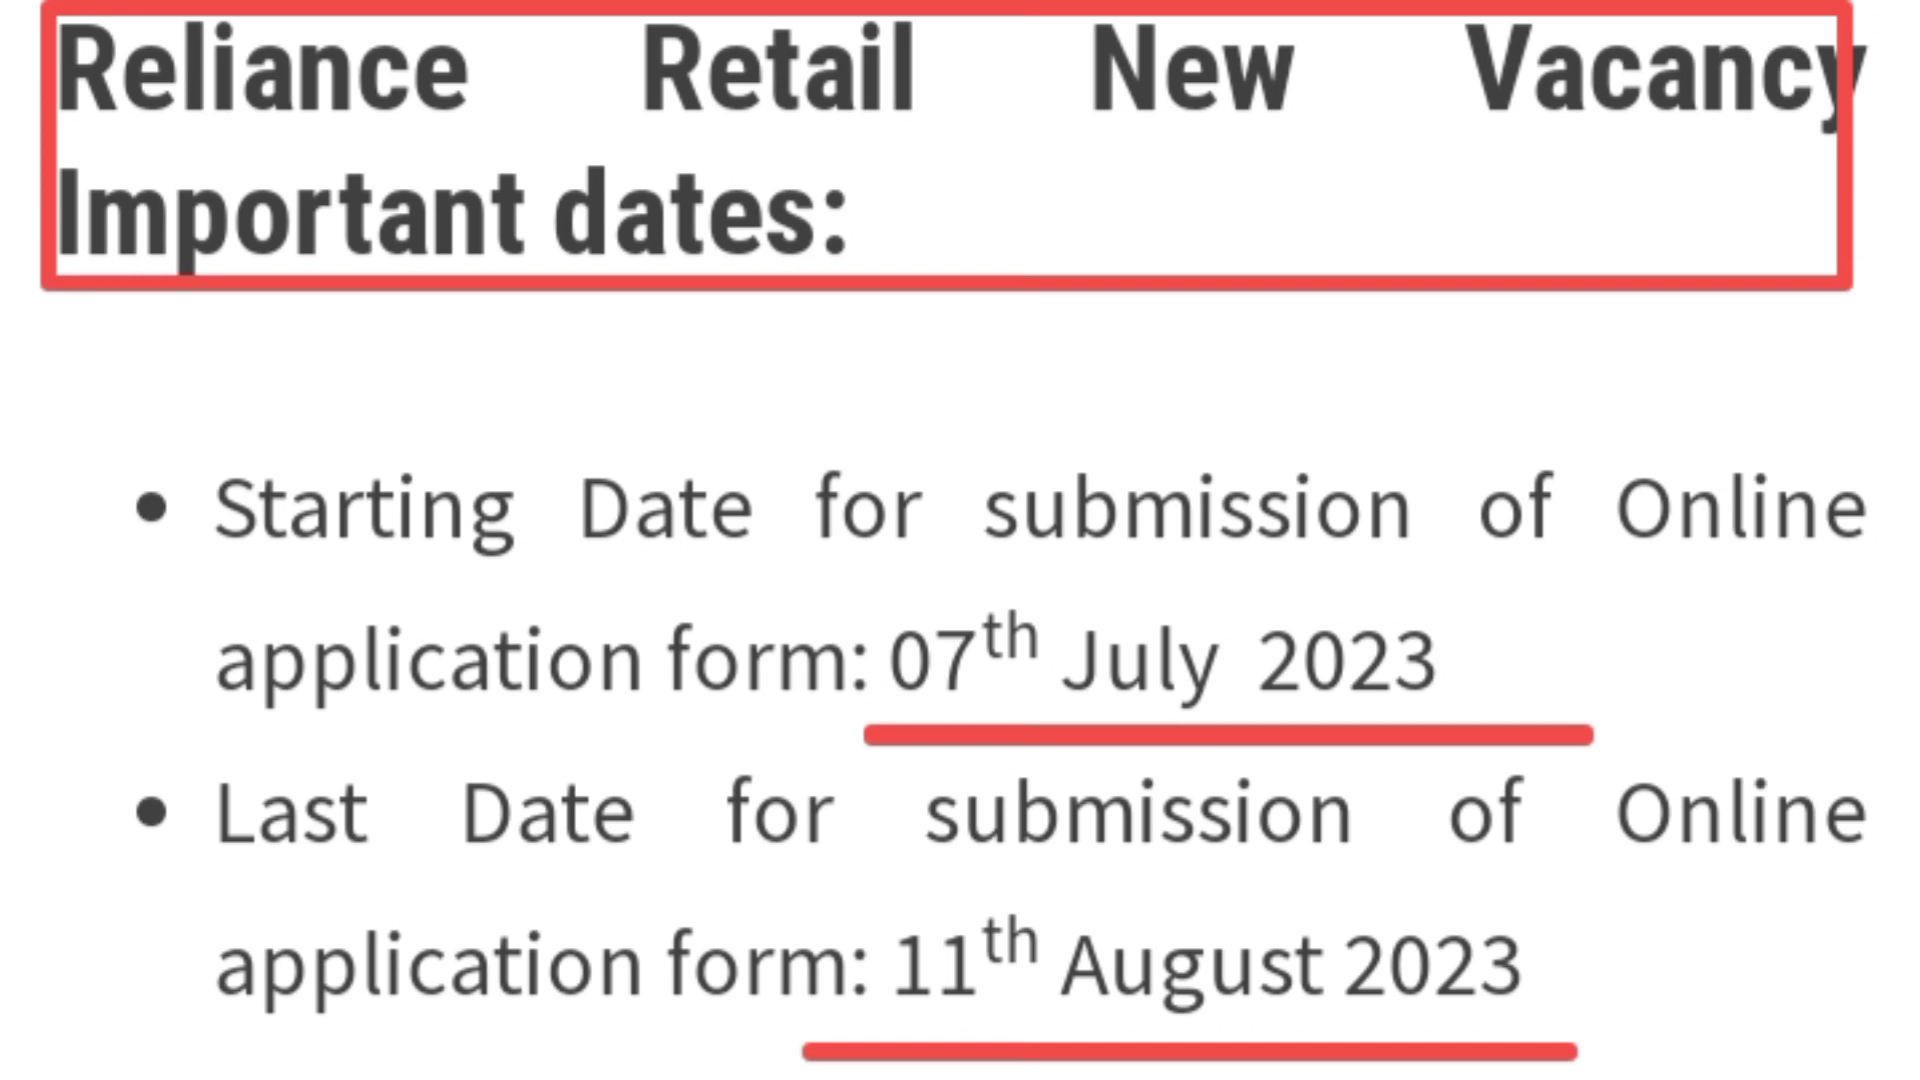 Reliance Retail New Vacancy
Important dates:
• Starting Date for submission of Online
application form: 07th July 2023
• Last Date for submission of Online
application form: 11th August 2023